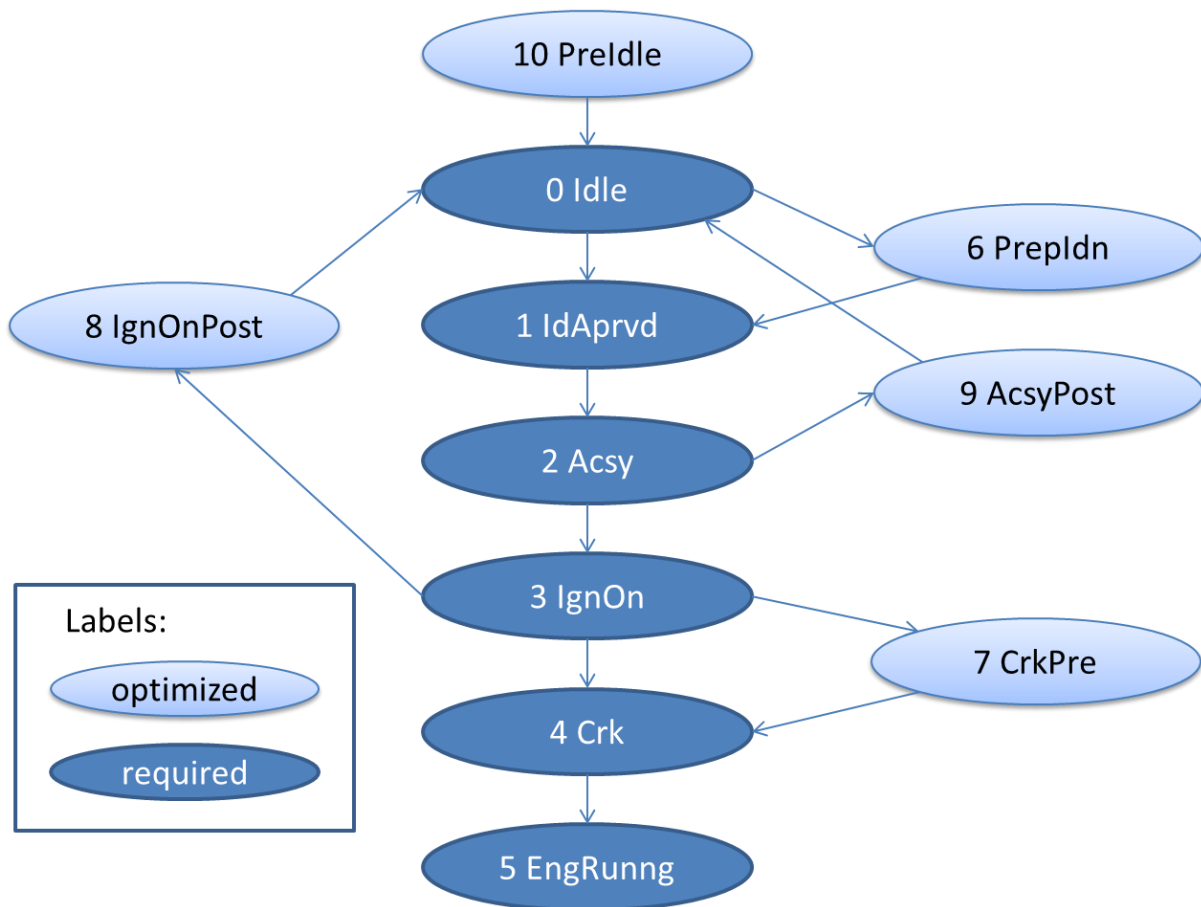 10 PreIdle
0 Idle
6 PrepIdn
8 IgnOnPost
1 IdAprvd
9 AcsyPost
2 Acsy
3 IgnOn
Labels:
7 CrkPre
optimized
4 Crk
required
5 EngRunng